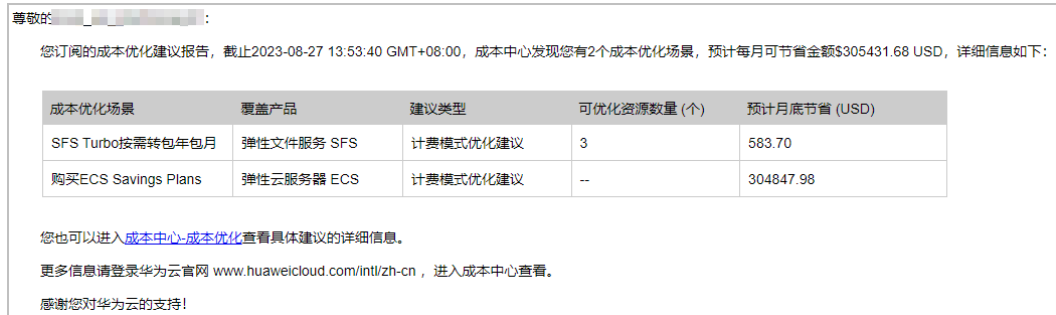 尊敬的：
您订阅的成本优化建议报告，截止2023-08-27 13:53:40 GMT+08:00，成本中心发现您有2个成本优化场景，预计每月可节省金额$305431.68 USD，详细信息如下：
成本优化场景 覆盖产品 建议类型 可优化资源数量 (个) 预计月底节省 (USD)
SFS Turbo按需转包年包月 弹性文件服务 SFS 计费模式优化建议 3 583.70
购买ECS Savings Plans 弹性云服务器 ECS 计费模式优化建议 -- 304847.98
您也可以进入成本中心-成本优化查看具体建议的详细信息。
更多信息请登录华为云官网 www.huaweicloud.com/intl/zh-cn ，进入成本中心查看。
感谢您对华为云的支持！